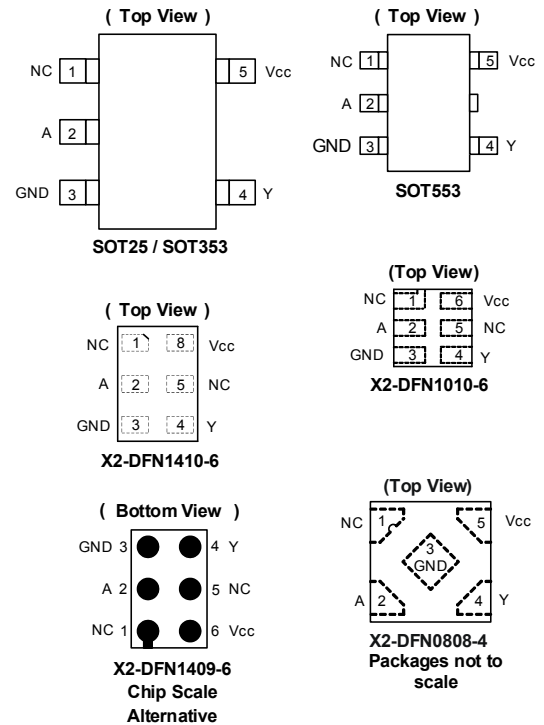 ( Top View )
NC 1 5 Vcc
A 2
GND 3 4 Y
SOT25 / SOT353
( Top View )
NC 1 5 Vcc
A 2
GND 3 4 Y
SOT553
( Top View )
NC 1 8 Vcc
A 2 5 NC
GND 3 4 Y
X2-DFN1410-6
(Top View)
NC 1 6 Vcc
A 2 5 NC
GND 3 4 Y
X2-DFN1010-6
( Bottom View )
GND 3 4 Y
A 2 5 NC
NC 1 6 Vcc
X2-DFN1409-6
Chip Scale
Alternative
(Top View)
NC 1 5 Vcc
3
GND
A 2 4 Y
X2-DFN0808-4
Packages not to
scale